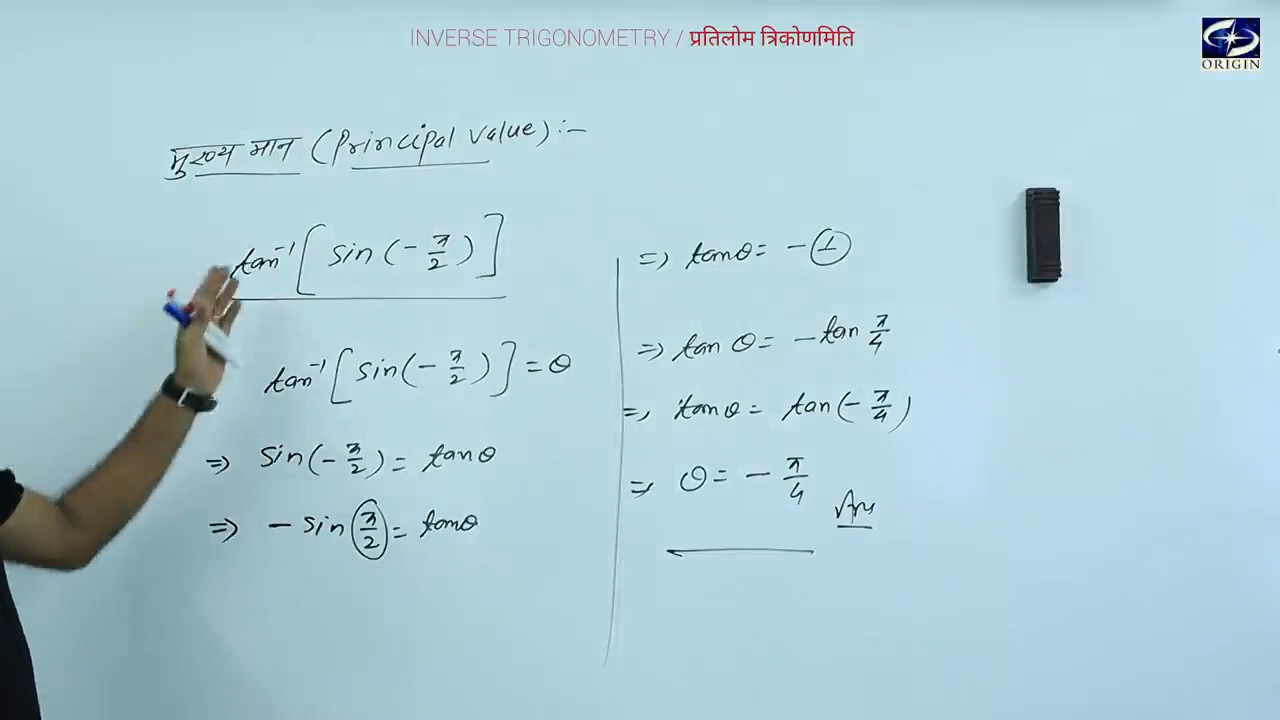 INVERSE TRIGONOMETRY / प्रतिलोम त्रिकोणमिति
ORIGIN
मुख्य मान (Principal value):-
tan⁻¹[sin(-π/2)]
tan⁻¹[sin(-π/2)] = θ
⇒ sin(-π/2) = tanθ
⇒ - sin(π/2) = tanθ
⇒ tanθ = -1
⇒ tan θ = - tan π/4
⇒ tanθ = tan(-π/4)
⇒ θ = - π/4
Ans